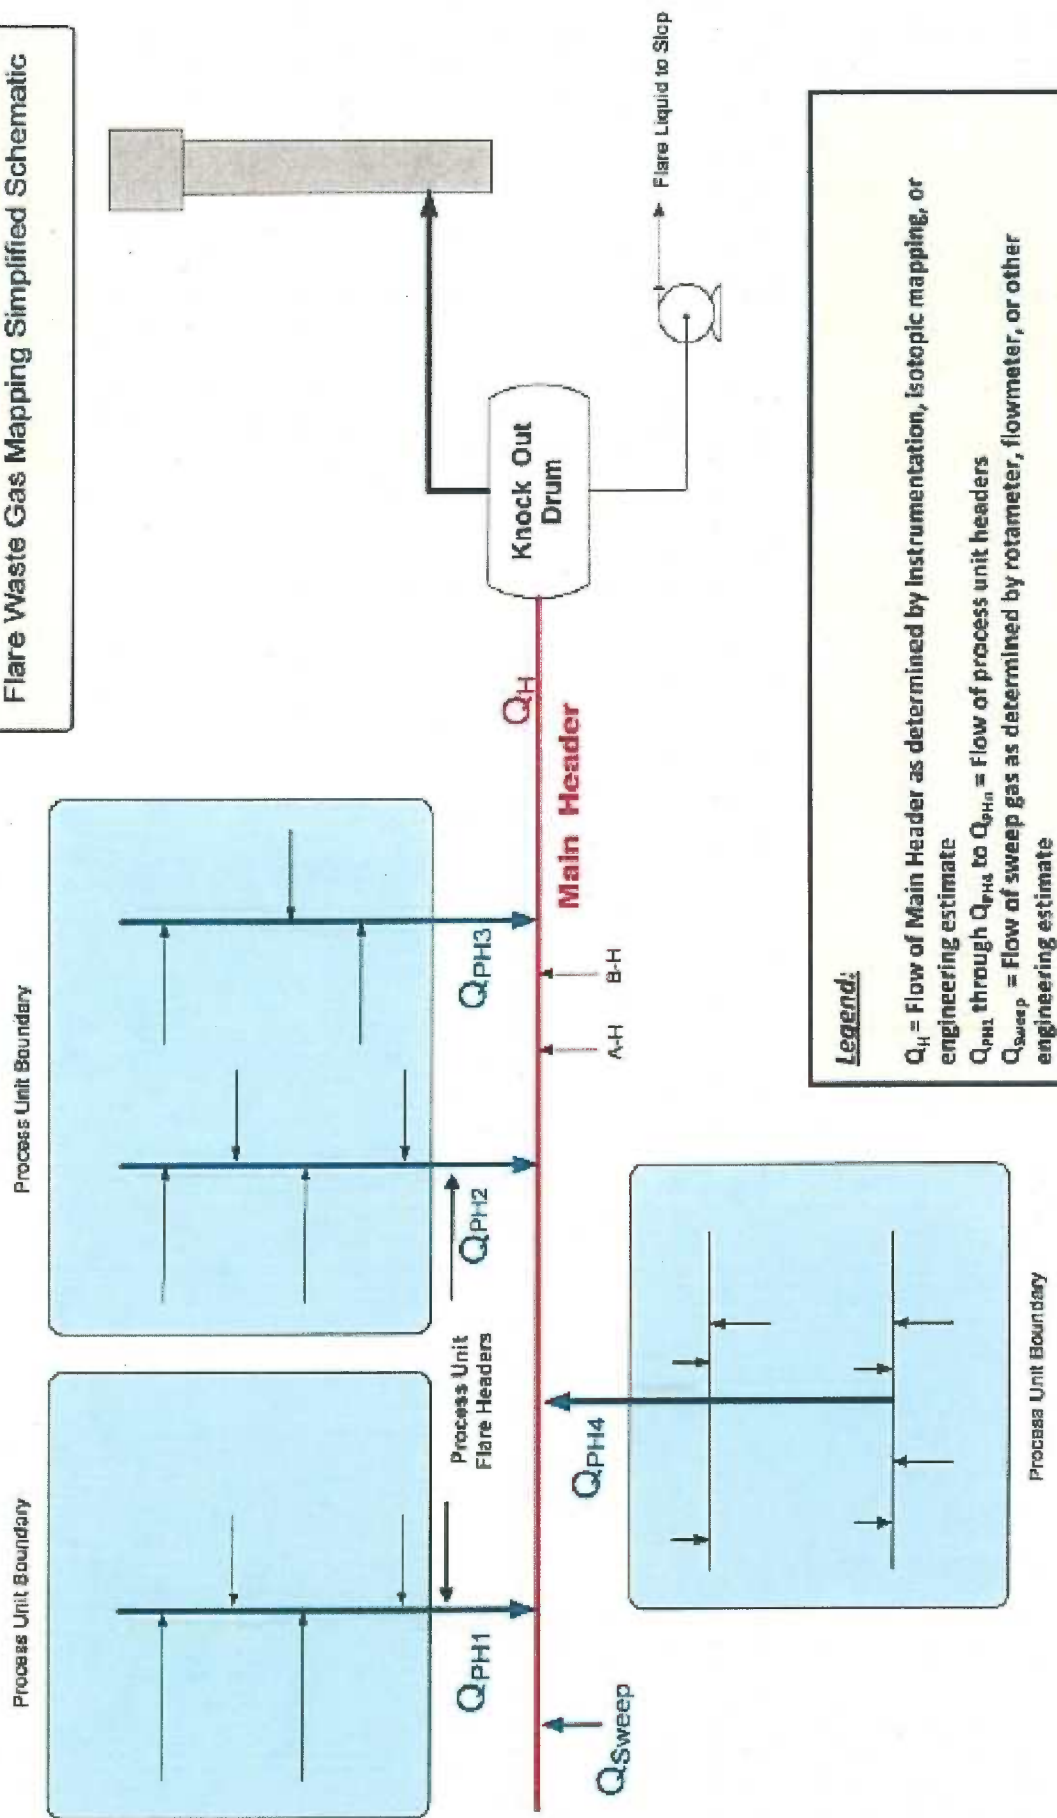 Flare Waste Gas Mapping Simplified Schematic
Process Unit Boundary
Process Unit Boundary
Flare Liquid to Slop
Knock Out
Drum
Q_H
Main Header
Q_PH1
Process Unit
Flare Headers
Q_PH2
Q_PH3
Q_Sweep
Q_PH4
A-H
B-H
Process Unit Boundary
Legend:
Q_H = Flow of Main Header as determined by Instrumentation, isotopic mapping, or
engineering estimate
Q_PH1 through Q_PH4 to Q_PHn = Flow of process unit headers
Q_Sweep = Flow of sweep gas as determined by rotameter, flowmeter, or other
engineering estimate